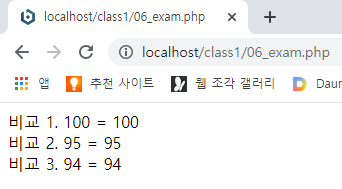 localhost/class1/06_exam.php
localhost/class1/06_exam.php
앱 추천 사이트 웹 조각 갤러리 Daum
비교 1. 100 = 100
비교 2. 95 = 95
비교 3. 94 = 94